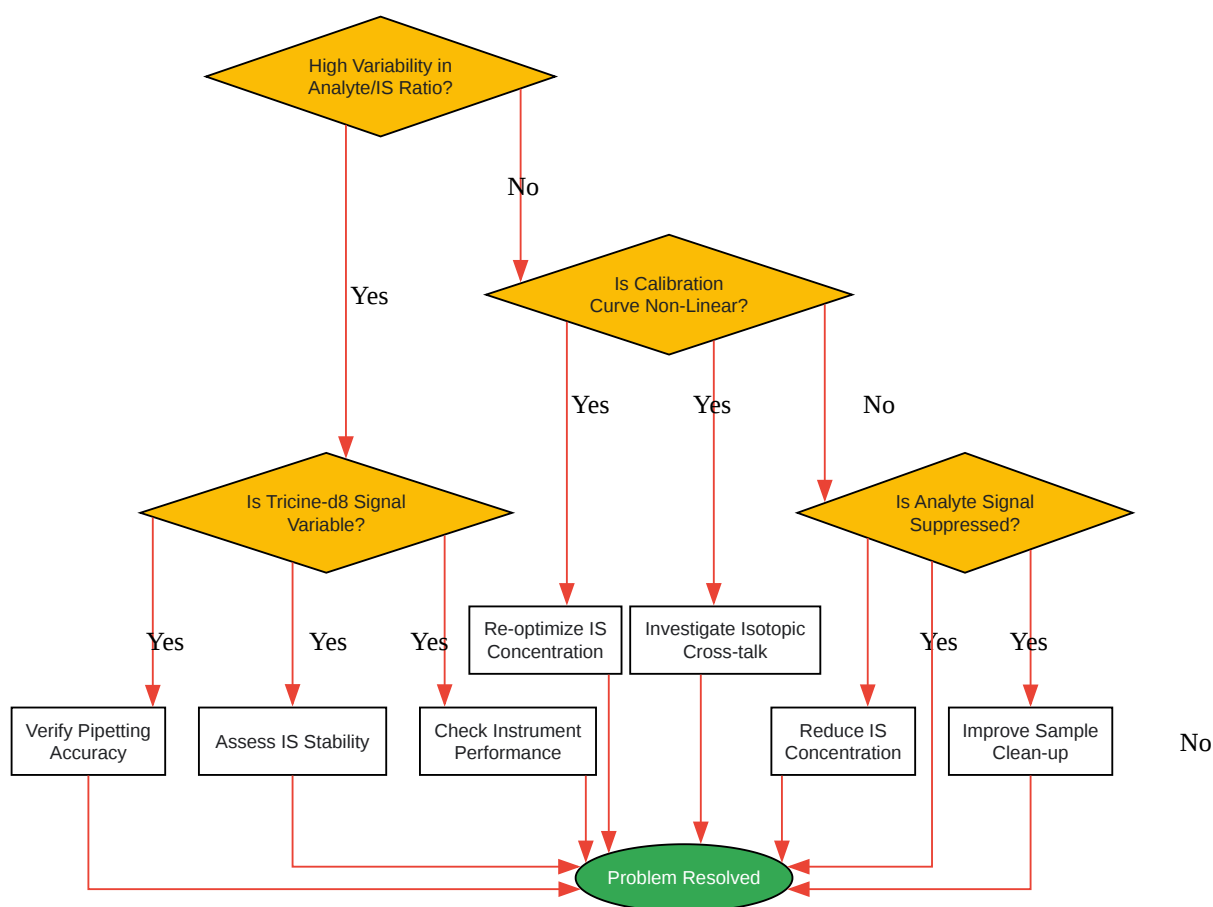 High Variability in
Analyte/IS Ratio?
No
Is Calibration
Curve Non-Linear?
Yes
Yes
Yes
No
Is Tricine-d8 Signal
Variable?
Is Analyte Signal
Suppressed?
Re-optimize IS
Concentration
Investigate Isotopic
Cross-talk
Yes
Yes
Yes
Yes
Yes
Verify Pipetting
Accuracy
Assess IS Stability
Check Instrument
Performance
Reduce IS
Concentration
Improve Sample
Clean-up
No
Problem Resolved